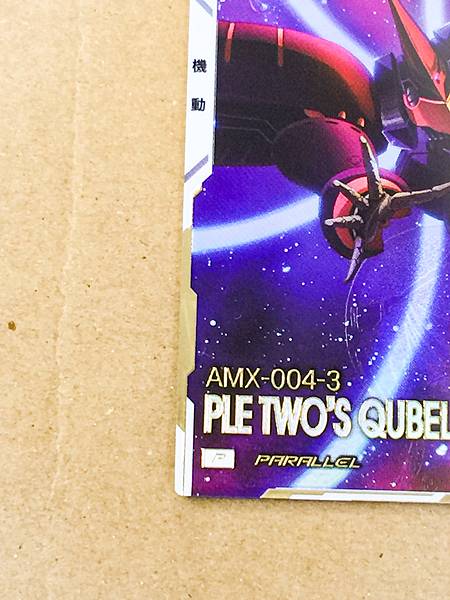 機動
AMX-004-3
PLE TWO'S QUBEL
P PARALLEL